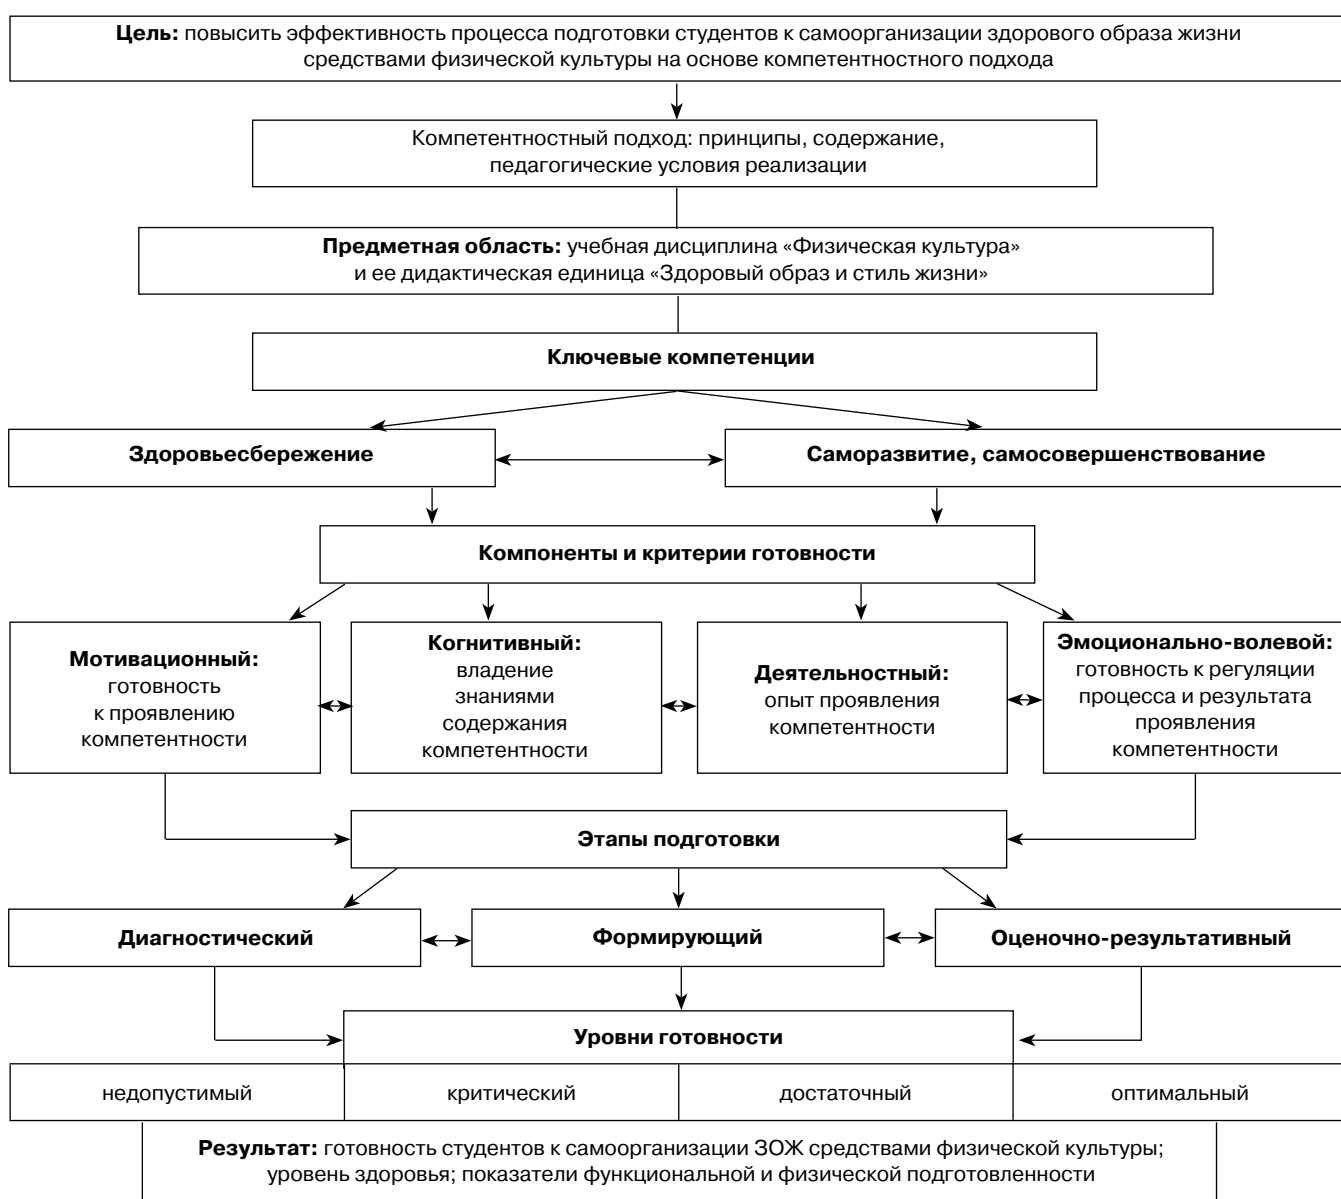 Цель: повысить эффективность процесса подготовки студентов к самоорганизации здорового образа жизни
средствами физической культуры на основе компетентностного подхода
Компетентностный подход: принципы, содержание,
педагогические условия реализации
Предметная область: учебная дисциплина «Физическая культура»
и ее дидактическая единица «Здоровый образ и стиль жизни»
Ключевые компетенции
Здоровьесбережение
Саморазвитие, самосовершенствование
Компоненты и критерии готовности
Мотивационный:
готовность
к проявлению
компетентности
Когнитивный:
владение
знаниями
содержания
компетентности
Деятельностный:
опыт проявления
компетентности
Эмоционально-волевой:
готовность к регуляции
процесса и результата
проявления
компетентности
Этапы подготовки
Диагностический
Формирующий
Оценочно-результативный
Уровни готовности
недопустимый
критический
достаточный
оптимальный
Результат: готовность студентов к самоорганизации ЗОЖ средствами физической культуры;
уровень здоровья; показатели функциональной и физической подготовленности